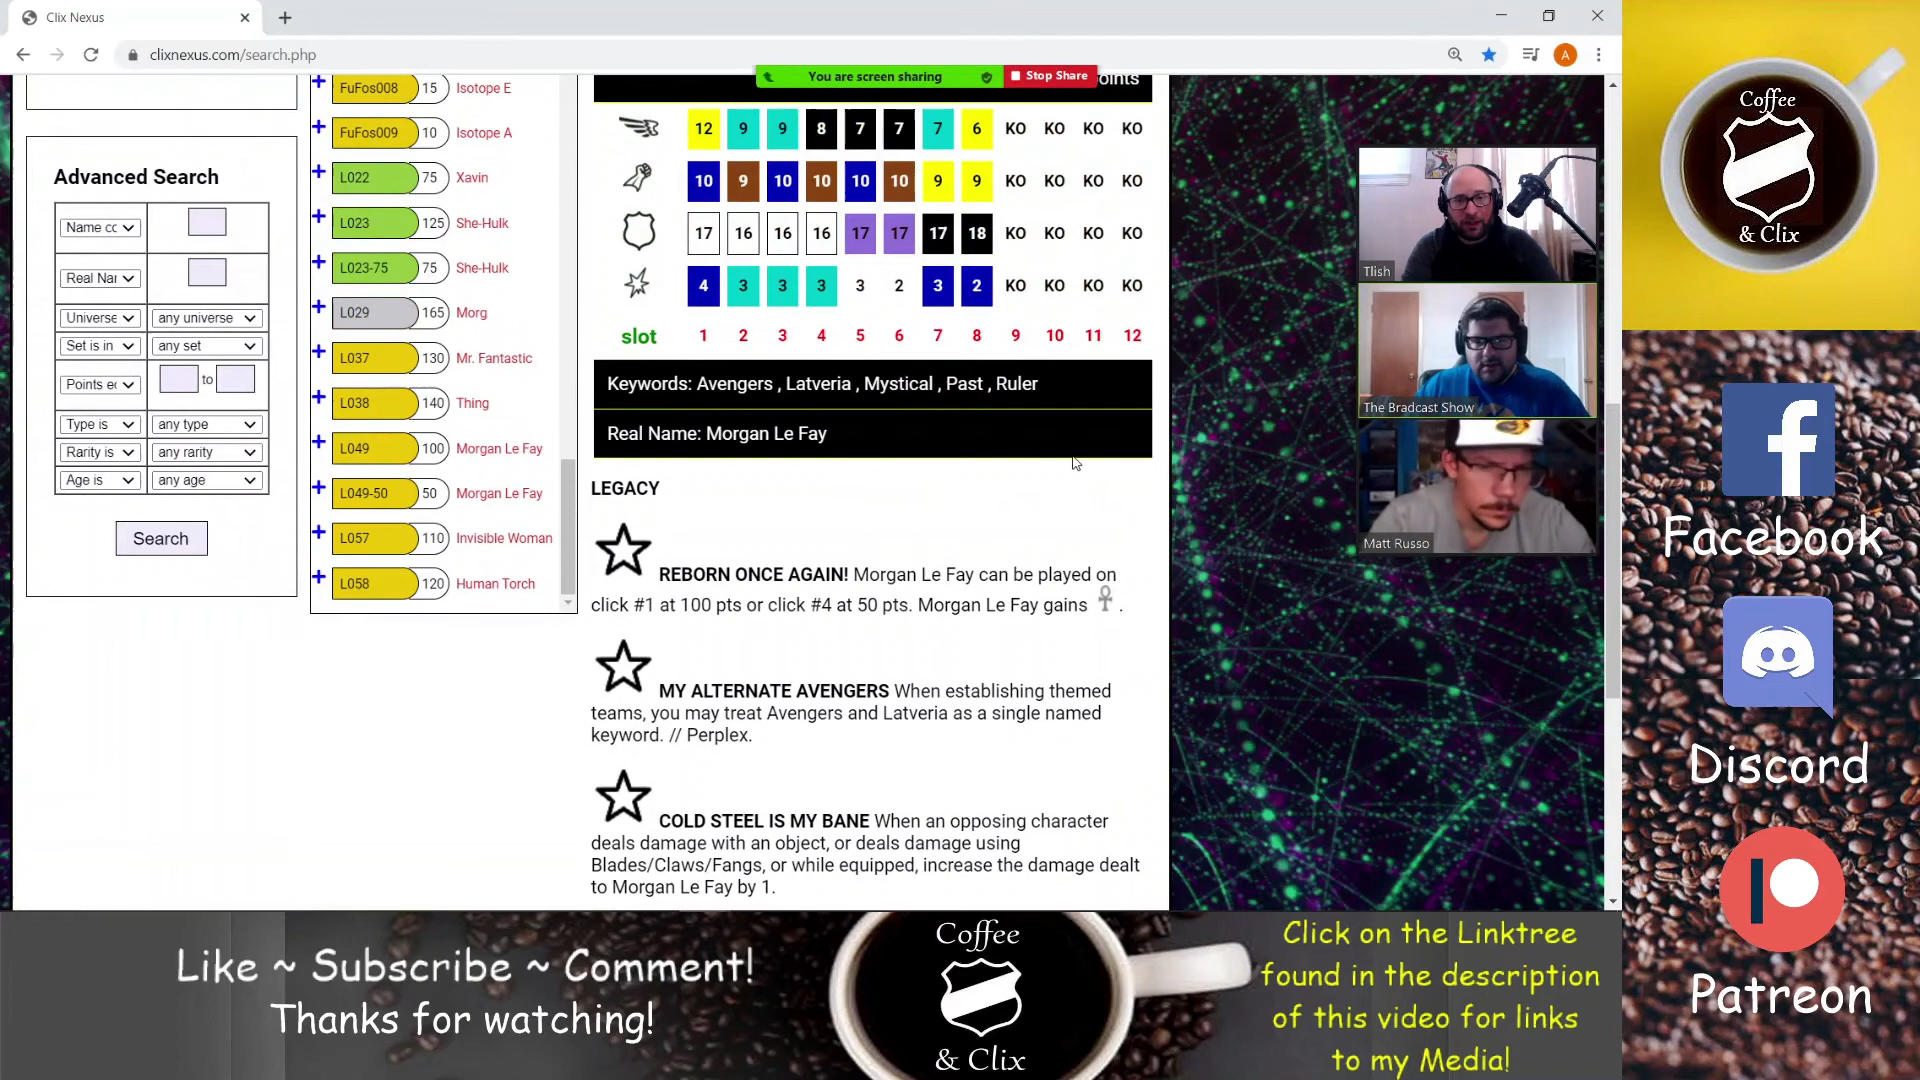 Clix Nexus
clixnexus.com/search.php
A
You are screen sharing
Stop Share
Advanced Search
Name cc
Real Nar
Universe any universe
Set is in any set
Points ec to
Type is any type
Rarity is any rarity
Age is any age
Search
FuFos008 15 Isotope E
FuFos009 10 Isotope A
L022 75 Xavin
L023 125 She-Hulk
L023-75 75 She-Hulk
L029 165 Morg
L037 130 Mr. Fantastic
L038 140 Thing
L049 100 Morgan Le Fay
L049-50 50 Morgan Le Fay
L057 110 Invisible Woman
L058 120 Human Torch
12 9 9 8 7 7 7 6 KO KO KO KO
10 9 10 10 10 10 9 9 KO KO KO KO
17 16 16 16 17 17 17 18 KO KO KO KO
4 3 3 3 3 2 3 2 KO KO KO KO
slot 1 2 3 4 5 6 7 8 9 10 11 12
Keywords: Avengers , Latveria , Mystical , Past , Ruler
Real Name: Morgan Le Fay
LEGACY
REBORN ONCE AGAIN! Morgan Le Fay can be played on
click #1 at 100 pts or click #4 at 50 pts. Morgan Le Fay gains .
MY ALTERNATE AVENGERS When establishing themed
teams, you may treat Avengers and Latveria as a single named
keyword. // Perplex.
COLD STEEL IS MY BANE When an opposing character
deals damage with an object, or deals damage using
Blades/Claws/Fangs, or while equipped, increase the damage dealt
to Morgan Le Fay by 1.
Tlish
The Bradcast Show
Matt Russo
Coffee
& Clix
Facebook
Discord
Patreon
Like ~ Subscribe ~ Comment!
Thanks for watching!
Coffee
& Clix
Click on the Linktree
found in the description
of this video for links
to my Media!